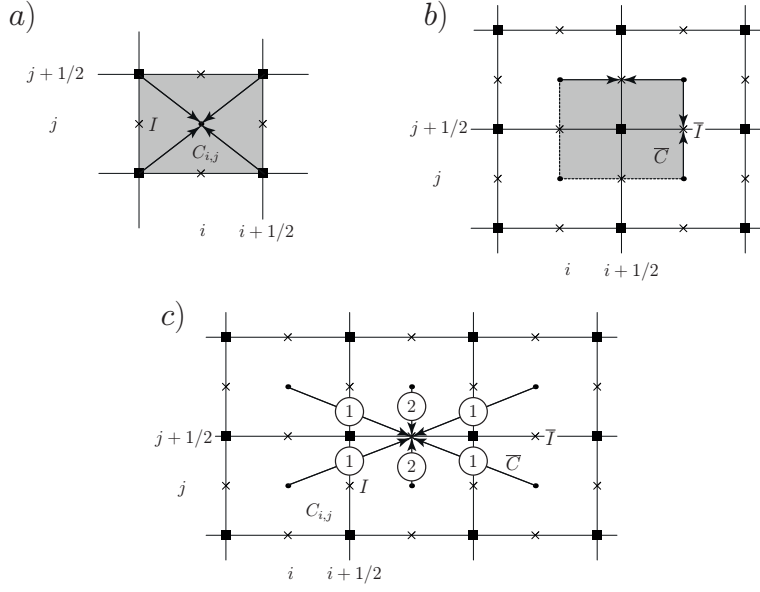 a)
j + 1/2
j
I
C_{i,j}
i
i + 1/2
b)
j + 1/2
j
I̅
C̅
i
i + 1/2
c)
1
2
1
j + 1/2
I̅
1
2
1
C̅
j
I
C_{i,j}
i
i + 1/2